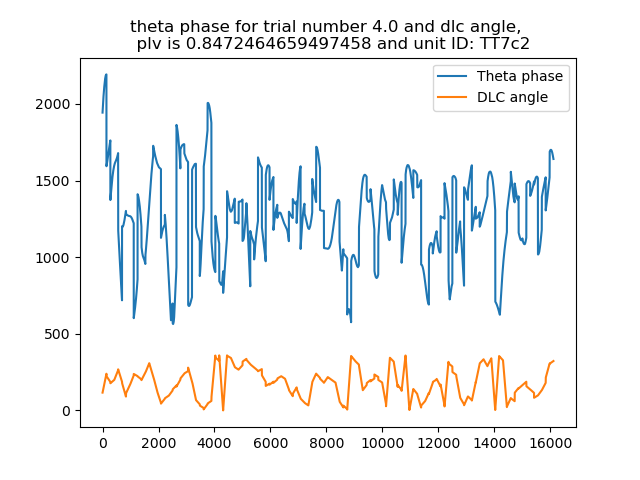 theta phase for trial number 4.0 and dlc angle,
plv is 0.8472464659497458 and unit ID: TT7c2
Theta phase
DLC angle
2000
1500
1000
500
0
0 2000 4000 6000 8000 10000 12000 14000 16000